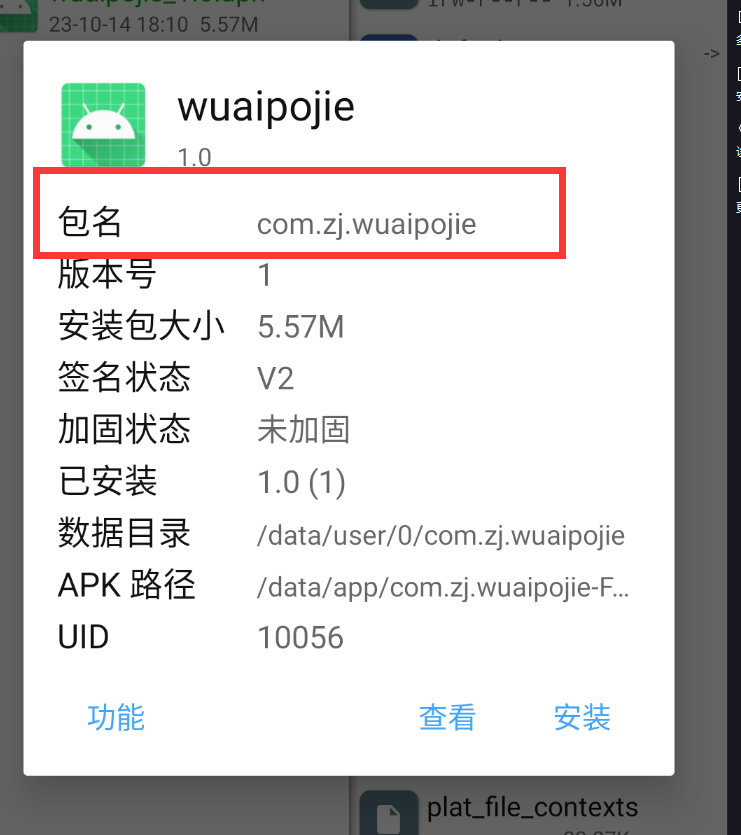 23-10-14 18:10 5.57M
->
wuaipojie
1.0
包名 com.zj.wuaipojie
版本号 1
安装包大小 5.57M
签名状态 V2
加固状态 未加固
已安装 1.0 (1)
数据目录 /data/user/0/com.zj.wuaipojie
APK 路径 /data/app/com.zj.wuaipojie-F...
UID 10056
功能 查看 安装
plat_file_contexts